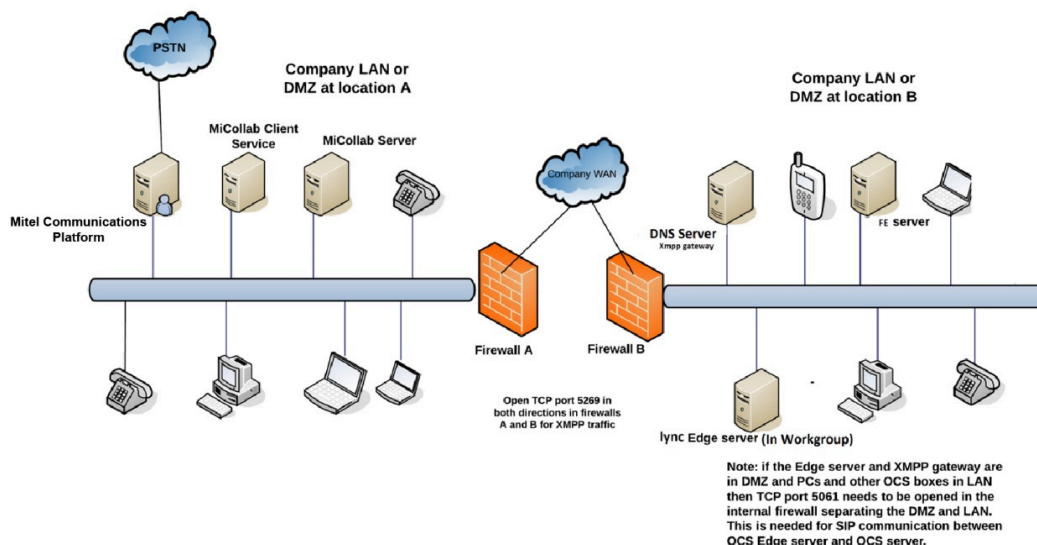 PSTN
Company LAN or
DMZ at location A
MiCollab Client
Service
MiCollab Server
Mitel Communications
Platform
Company WAN
Company LAN or
DMZ at location B
DNS Server
Xmpp gateway
FE server
Firewall A
Firewall B
Open TCP port 5269 in
both directions in firewalls
A and B for XMPP traffic
lync Edge server (In Workgroup)
Note: if the Edge server and XMPP gateway are
in DMZ and PCs and other OCS boxes in LAN
then TCP port 5061 needs to be opened in the
internal firewall separating the DMZ and LAN.
This is needed for SIP communication between
OCS Edge server and OCS server.